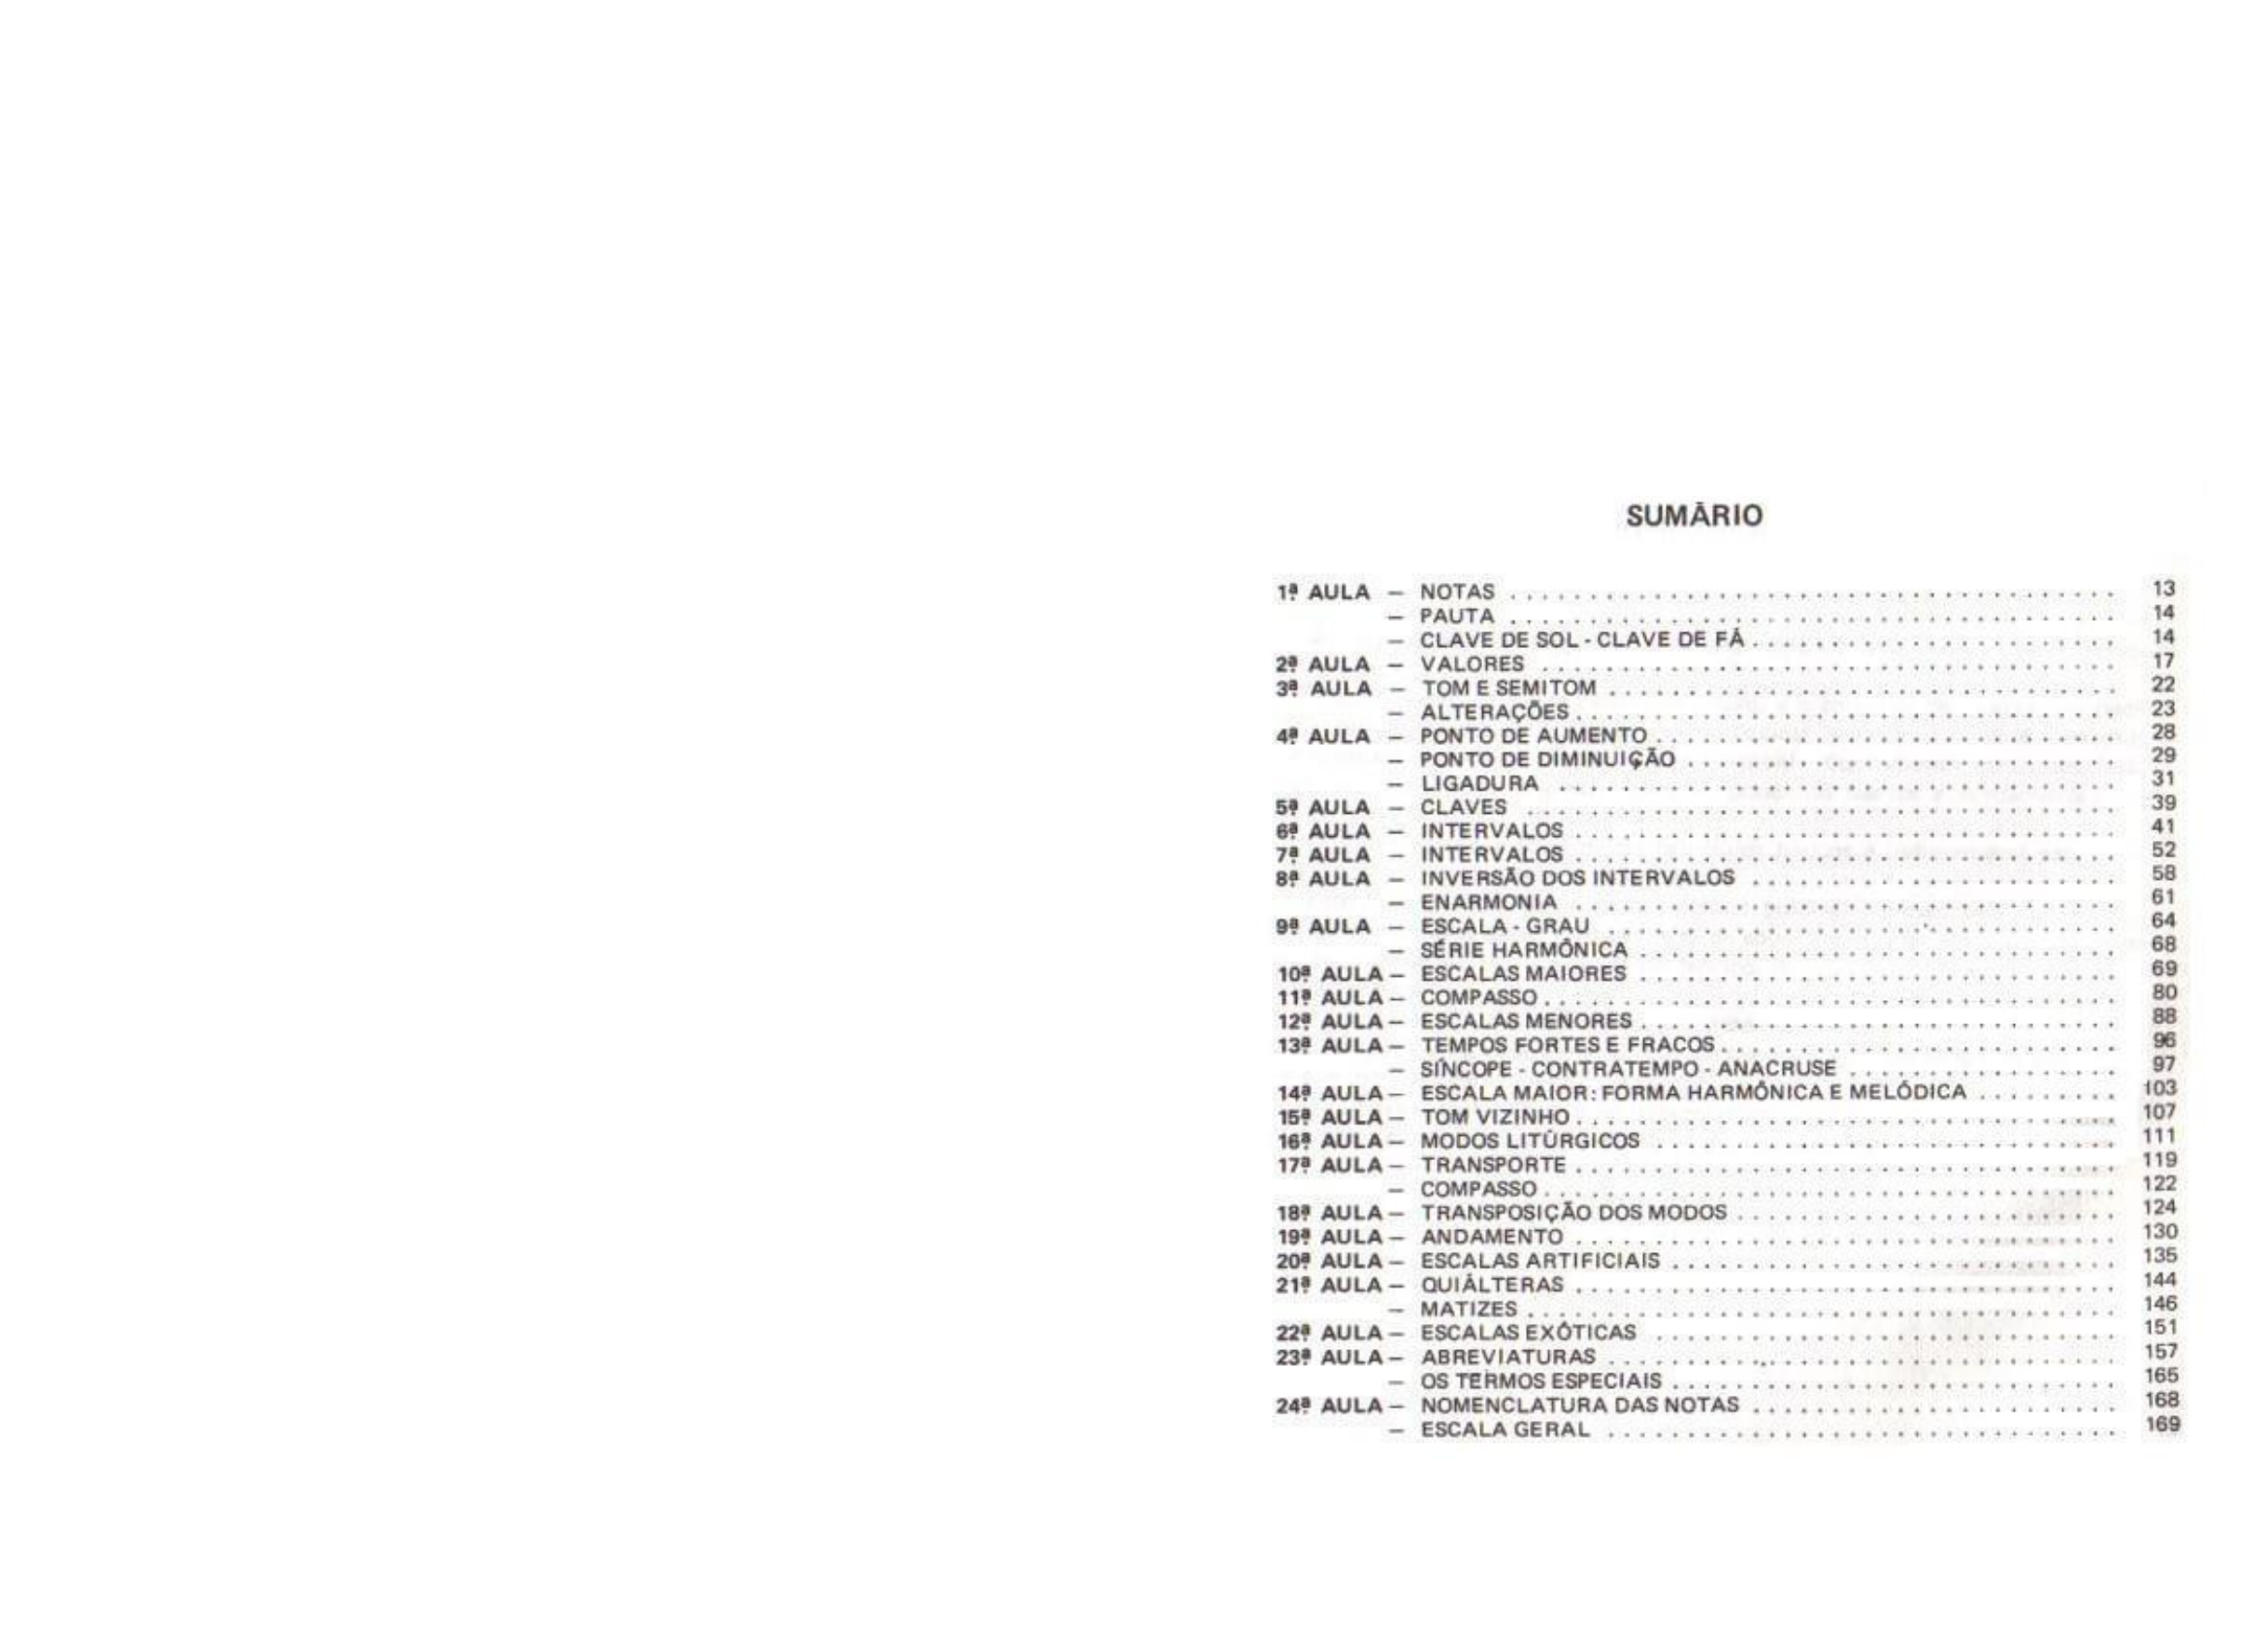 SUMÁRIO
1ª AULA – NOTAS . . . . . . . . . . . . . . . . . . . . 13
– PAUTA . . . . . . . . . . . . . . . . . . . . 14
– CLAVE DE SOL - CLAVE DE FÁ . . . . . . . . . . . . . . . . . . . . 14
2ª AULA – VALORES . . . . . . . . . . . . . . . . . . . . 17
3ª AULA – TOM E SEMITOM . . . . . . . . . . . . . . . . . . . . 22
– ALTERAÇÕES . . . . . . . . . . . . . . . . . . . . 23
4ª AULA – PONTO DE AUMENTO . . . . . . . . . . . . . . . . . . . . 28
– PONTO DE DIMINUIÇÃO . . . . . . . . . . . . . . . . . . . . 29
– LIGADURA . . . . . . . . . . . . . . . . . . . . 31
5ª AULA – CLAVES . . . . . . . . . . . . . . . . . . . . 39
6ª AULA – INTERVALOS . . . . . . . . . . . . . . . . . . . . 41
7ª AULA – INTERVALOS . . . . . . . . . . . . . . . . . . . . 52
8ª AULA – INVERSÃO DOS INTERVALOS . . . . . . . . . . . . . . . . . . . . 58
– ENARMONIA . . . . . . . . . . . . . . . . . . . . 61
9ª AULA – ESCALA - GRAU . . . . . . . . . . . . . . . . . . . . 64
– SÉRIE HARMÔNICA . . . . . . . . . . . . . . . . . . . . 68
10ª AULA – ESCALAS MAIORES . . . . . . . . . . . . . . . . . . . . 69
11ª AULA – COMPASSO . . . . . . . . . . . . . . . . . . . . 80
12ª AULA – ESCALAS MENORES . . . . . . . . . . . . . . . . . . . . 88
13ª AULA – TEMPOS FORTES E FRACOS . . . . . . . . . . . . . . . . . . . . 96
– SÍNCOPE - CONTRATEMPO - ANACRUSE . . . . . . . . . . . . . . . . . 97
14ª AULA – ESCALA MAIOR: FORMA HARMÔNICA E MELÓDICA . . . . . . . . . 103
15ª AULA – TOM VIZINHO . . . . . . . . . . . . . . . . . . . . 107
16ª AULA – MODOS LITÚRGICOS . . . . . . . . . . . . . . . . . . . . 111
17ª AULA – TRANSPORTE . . . . . . . . . . . . . . . . . . . . 119
– COMPASSO . . . . . . . . . . . . . . . . . . . . 122
18ª AULA – TRANSPOSIÇÃO DOS MODOS . . . . . . . . . . . . . . . . . . . . 124
19ª AULA – ANDAMENTO . . . . . . . . . . . . . . . . . . . . 130
20ª AULA – ESCALAS ARTIFICIAIS . . . . . . . . . . . . . . . . . . . . 135
21ª AULA – QUIÁLTERAS . . . . . . . . . . . . . . . . . . . . 144
– MATIZES . . . . . . . . . . . . . . . . . . . . 146
22ª AULA – ESCALAS EXÓTICAS . . . . . . . . . . . . . . . . . . . . 151
23ª AULA – ABREVIATURAS . . . . . . . . . . . . . . . . . . . . 157
– OS TERMOS ESPECIAIS . . . . . . . . . . . . . . . . . . . . 165
24ª AULA – NOMENCLATURA DAS NOTAS . . . . . . . . . . . . . . . . . . . . 168
– ESCALA GERAL . . . . . . . . . . . . . . . . . . . . 169